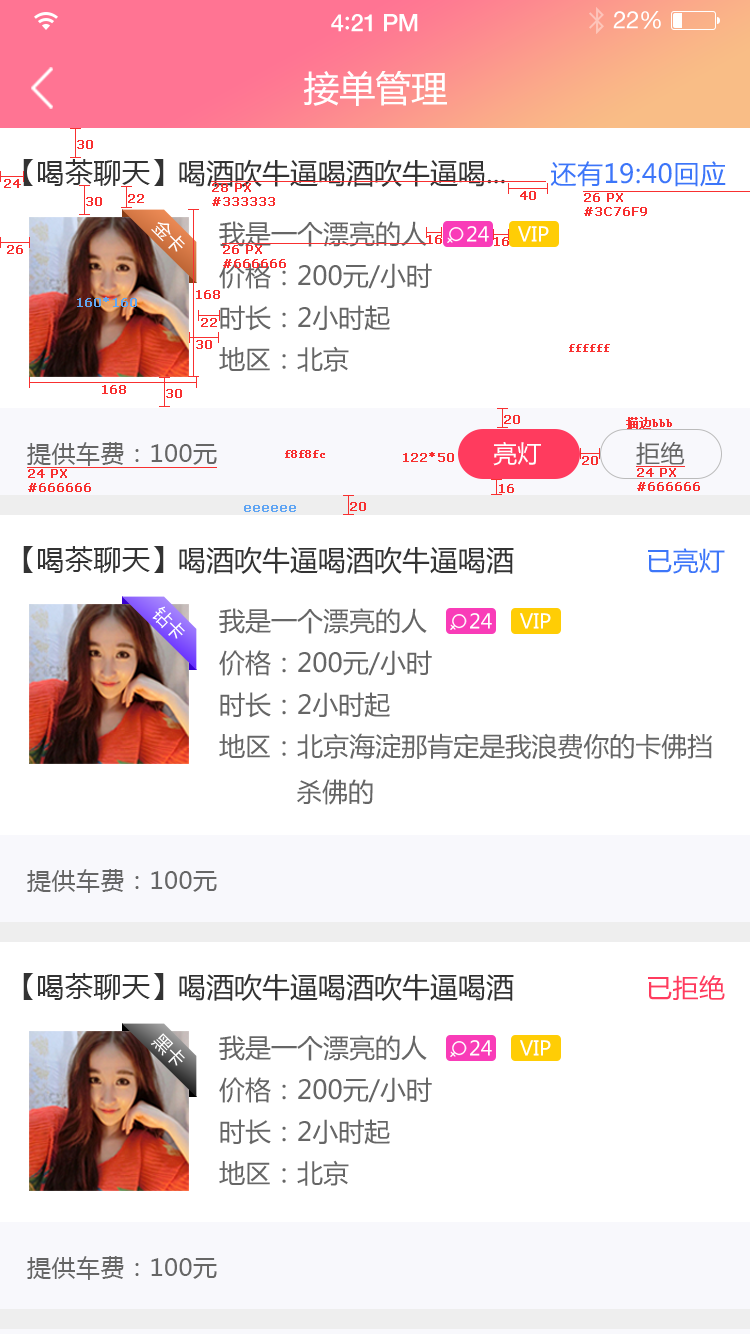 4:21 PM
22%
接单管理
30
【喝茶聊天】喝酒吹牛逼喝酒吹牛逼喝...
还有19:40回应
24
28 PX
#333333
40
26 PX
#3C76F9
30
22
金卡
我是一个漂亮的人
16
24
16
VIP
26
26 PX
#666666
价格：200元/小时
160*160
168
时长：2小时起
22
30
ffffff
地区：北京
168
30
20
描边bbb
提供车费：100元
f8f8fc
122*50
亮灯
20
拒绝
24 PX
#666666
24 PX
#666666
16
eeeeee
20
【喝茶聊天】喝酒吹牛逼喝酒吹牛逼喝酒
已亮灯
钻卡
我是一个漂亮的人
24
VIP
价格：200元/小时
时长：2小时起
地区：北京海淀那肯定是我浪费你的卡佛挡
杀佛的
提供车费：100元
【喝茶聊天】喝酒吹牛逼喝酒吹牛逼喝酒
已拒绝
黑卡
我是一个漂亮的人
24
VIP
价格：200元/小时
时长：2小时起
地区：北京
提供车费：100元